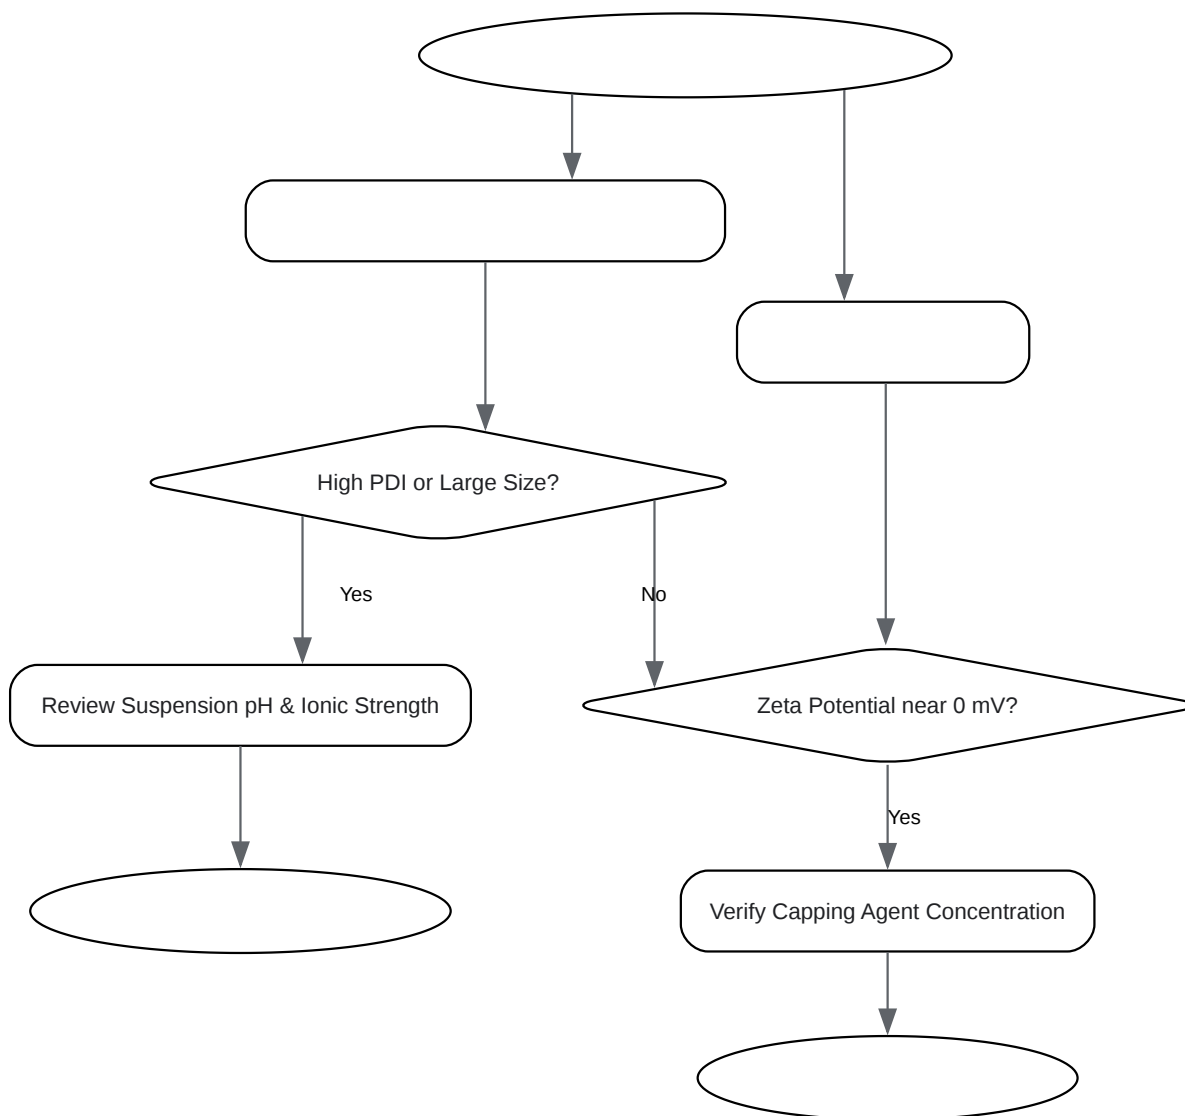 High PDI or Large Size?
Yes
No
Review Suspension pH & Ionic Strength
Zeta Potential near 0 mV?
Yes
Verify Capping Agent Concentration